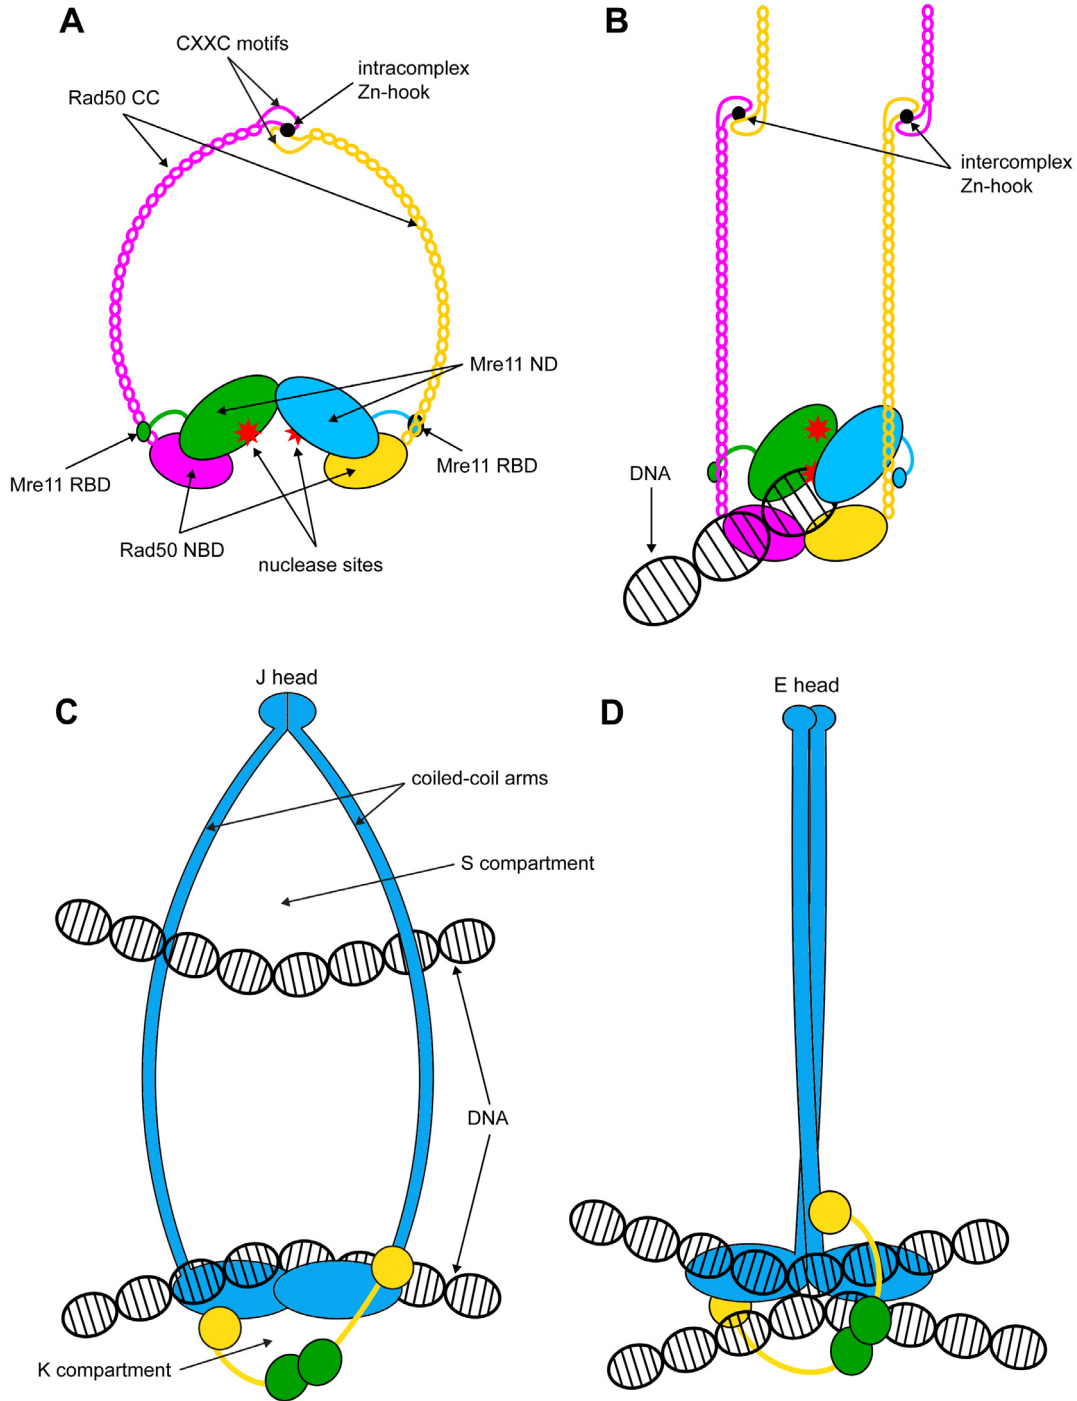 A
CXXC motifs
intracomplex
Zn-hook
Rad50 CC
Mre11 ND
Mre11 RBD
Mre11 RBD
Rad50 NBD
nuclease sites
B
intercomplex
Zn-hook
DNA
C
J head
coiled-coil arms
S compartment
DNA
K compartment
D
E head